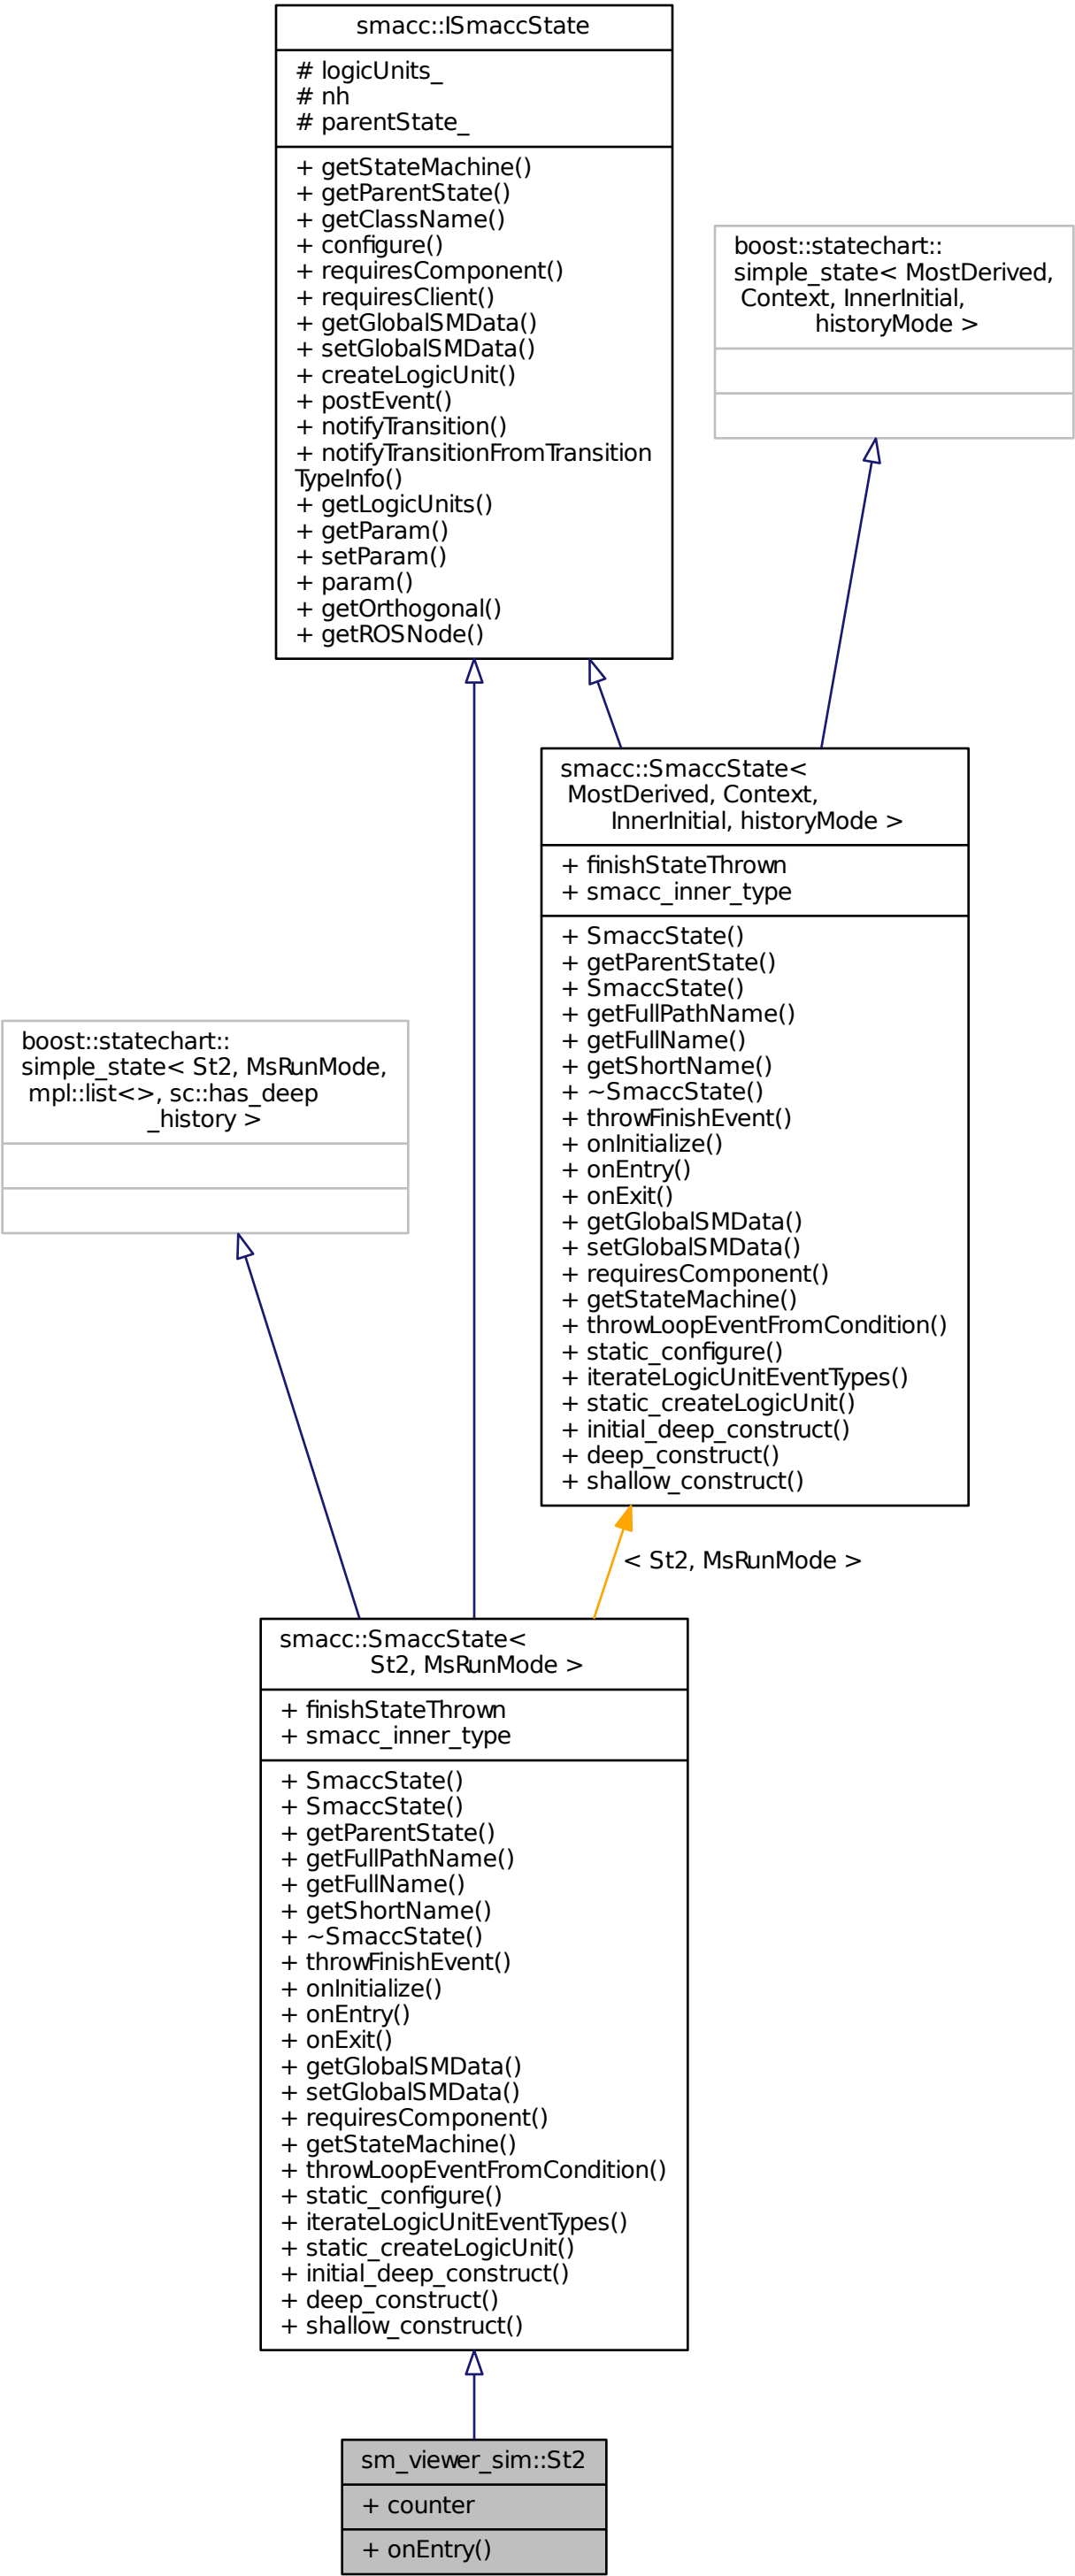 smacc::ISmaccState
# logicUnits_
# nh
# parentState_
+ getStateMachine()
+ getParentState()
+ getClassName()
+ configure()
+ requiresComponent()
+ requiresClient()
+ getGlobalSMData()
+ setGlobalSMData()
+ createLogicUnit()
+ postEvent()
+ notifyTransition()
+ notifyTransitionFromTransition
TypeInfo()
+ getLogicUnits()
+ getParam()
+ setParam()
+ param()
+ getOrthogonal()
+ getROSNode()
boost::statechart::
simple_state< MostDerived,
Context, InnerInitial,
historyMode >
smacc::SmaccState<
MostDerived, Context,
InnerInitial, historyMode >
+ finishStateThrown
+ smacc_inner_type
+ SmaccState()
+ getParentState()
+ SmaccState()
+ getFullPathName()
+ getFullName()
+ getShortName()
+ ~SmaccState()
+ throwFinishEvent()
+ onInitialize()
+ onEntry()
+ onExit()
+ getGlobalSMData()
+ setGlobalSMData()
+ requiresComponent()
+ getStateMachine()
+ throwLoopEventFromCondition()
+ static_configure()
+ iterateLogicUnitEventTypes()
+ static_createLogicUnit()
+ initial_deep_construct()
+ deep_construct()
+ shallow_construct()
boost::statechart::
simple_state< St2, MsRunMode,
mpl::list<>, sc::has_deep
_history >
< St2, MsRunMode >
smacc::SmaccState<
St2, MsRunMode >
+ finishStateThrown
+ smacc_inner_type
+ SmaccState()
+ SmaccState()
+ getParentState()
+ getFullPathName()
+ getFullName()
+ getShortName()
+ ~SmaccState()
+ throwFinishEvent()
+ onInitialize()
+ onEntry()
+ onExit()
+ getGlobalSMData()
+ setGlobalSMData()
+ requiresComponent()
+ getStateMachine()
+ throwLoopEventFromCondition()
+ static_configure()
+ iterateLogicUnitEventTypes()
+ static_createLogicUnit()
+ initial_deep_construct()
+ deep_construct()
+ shallow_construct()
sm_viewer_sim::St2
+ counter
+ onEntry()